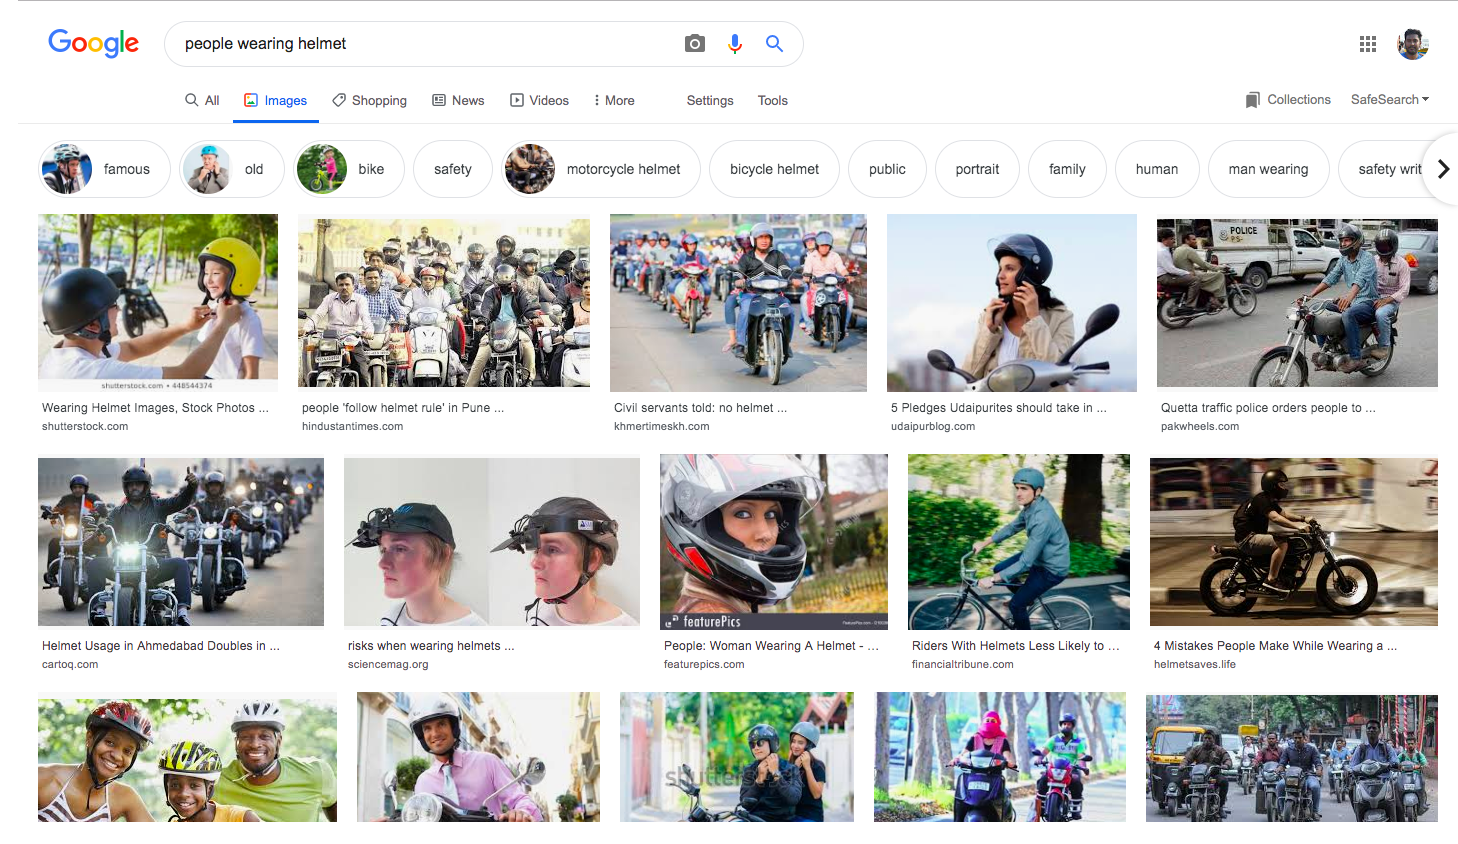 Google
people wearing helmet
All Images Shopping News Videos More Settings Tools
Collections SafeSearch
famous old bike safety motorcycle helmet bicycle helmet public portrait family human man wearing safety writ
POLICE
shutterstock.com • 448544374
Wearing Helmet Images, Stock Photos ...
shutterstock.com
people 'follow helmet rule' in Pune ...
hindustantimes.com
Civil servants told: no helmet ...
khmertimeskh.com
5 Pledges Udaipurites should take in ...
udaipurblog.com
Quetta traffic police orders people to ...
pakwheels.com
featurePics
Helmet Usage in Ahmedabad Doubles in ...
cartoq.com
risks when wearing helmets ...
sciencemag.org
People: Woman Wearing A Helmet - ...
featurepics.com
Riders With Helmets Less Likely to ...
financialtribune.com
4 Mistakes People Make While Wearing a ...
helmetsaves.life
shutterstock